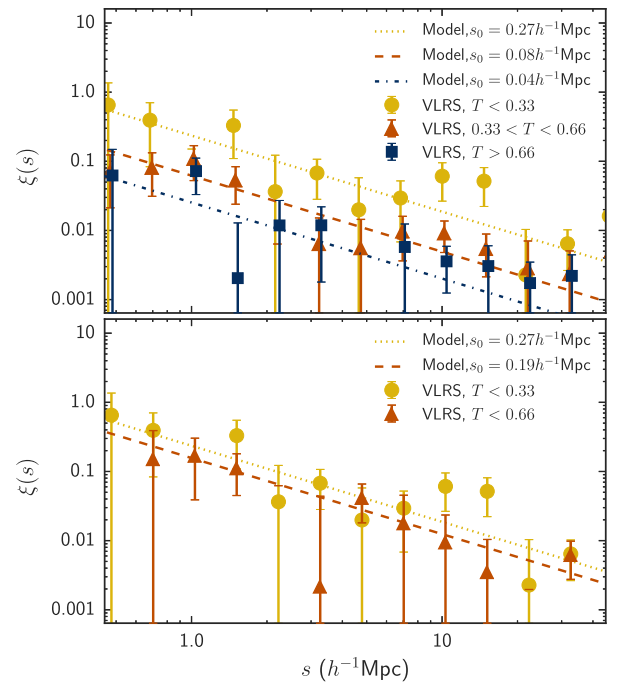 10
Model,s₀ = 0.27h⁻¹Mpc
Model,s₀ = 0.08h⁻¹Mpc
1.0
Model,s₀ = 0.04h⁻¹Mpc
VLRS, T < 0.33
VLRS, 0.33 < T < 0.66
0.1
VLRS, T > 0.66
ξ(s)
0.01
0.001
10
Model,s₀ = 0.27h⁻¹Mpc
Model,s₀ = 0.19h⁻¹Mpc
VLRS, T < 0.33
1.0
VLRS, T < 0.66
0.1
ξ(s)
0.01
0.001
1.0 10
s (h⁻¹Mpc)